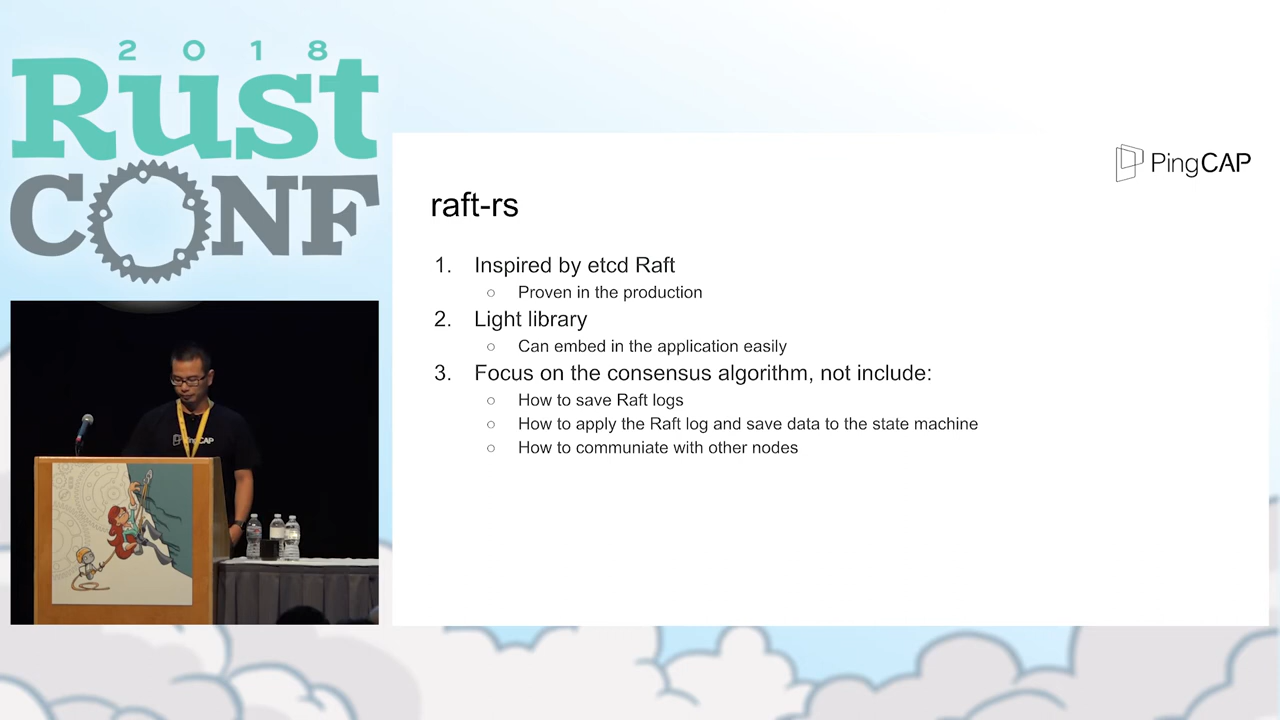 2018
Rust
CONF
PingCAP
raft-rs
1. Inspired by etcd Raft
○ Proven in the production
2. Light library
○ Can embed in the application easily
3. Focus on the consensus algorithm, not include:
○ How to save Raft logs
○ How to apply the Raft log and save data to the state machine
○ How to communiate with other nodes
PingCAP